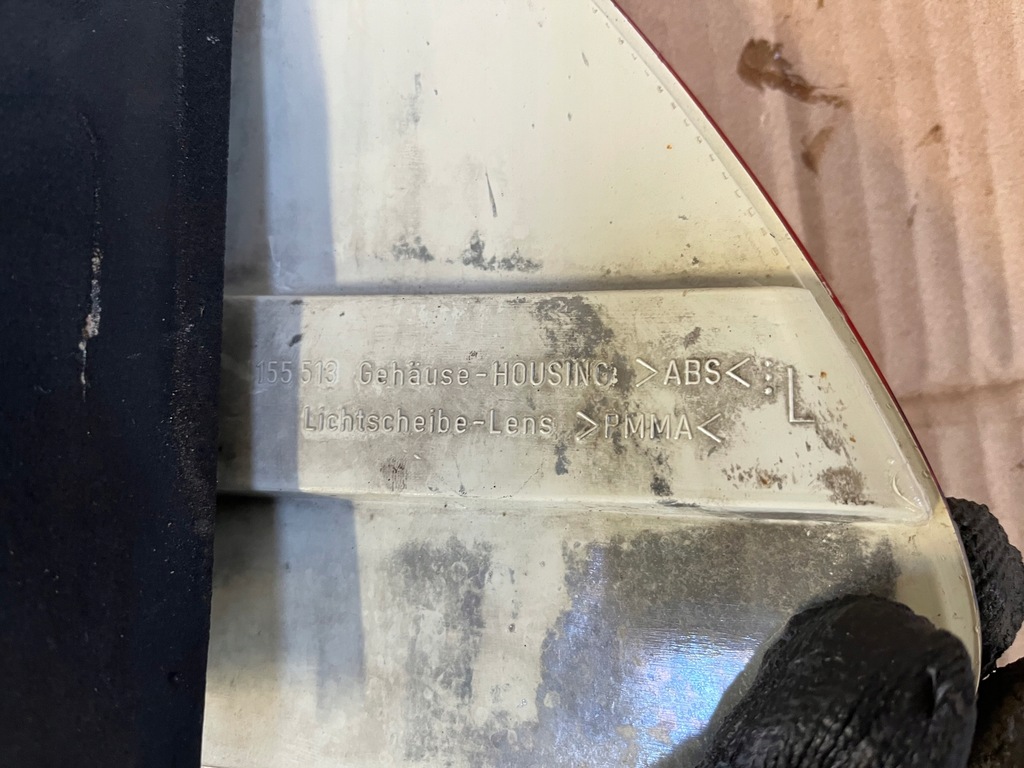 155 513 Gehäuse-HOUSING >ABS< L
Lichtscheibe-Lens >PMMA<